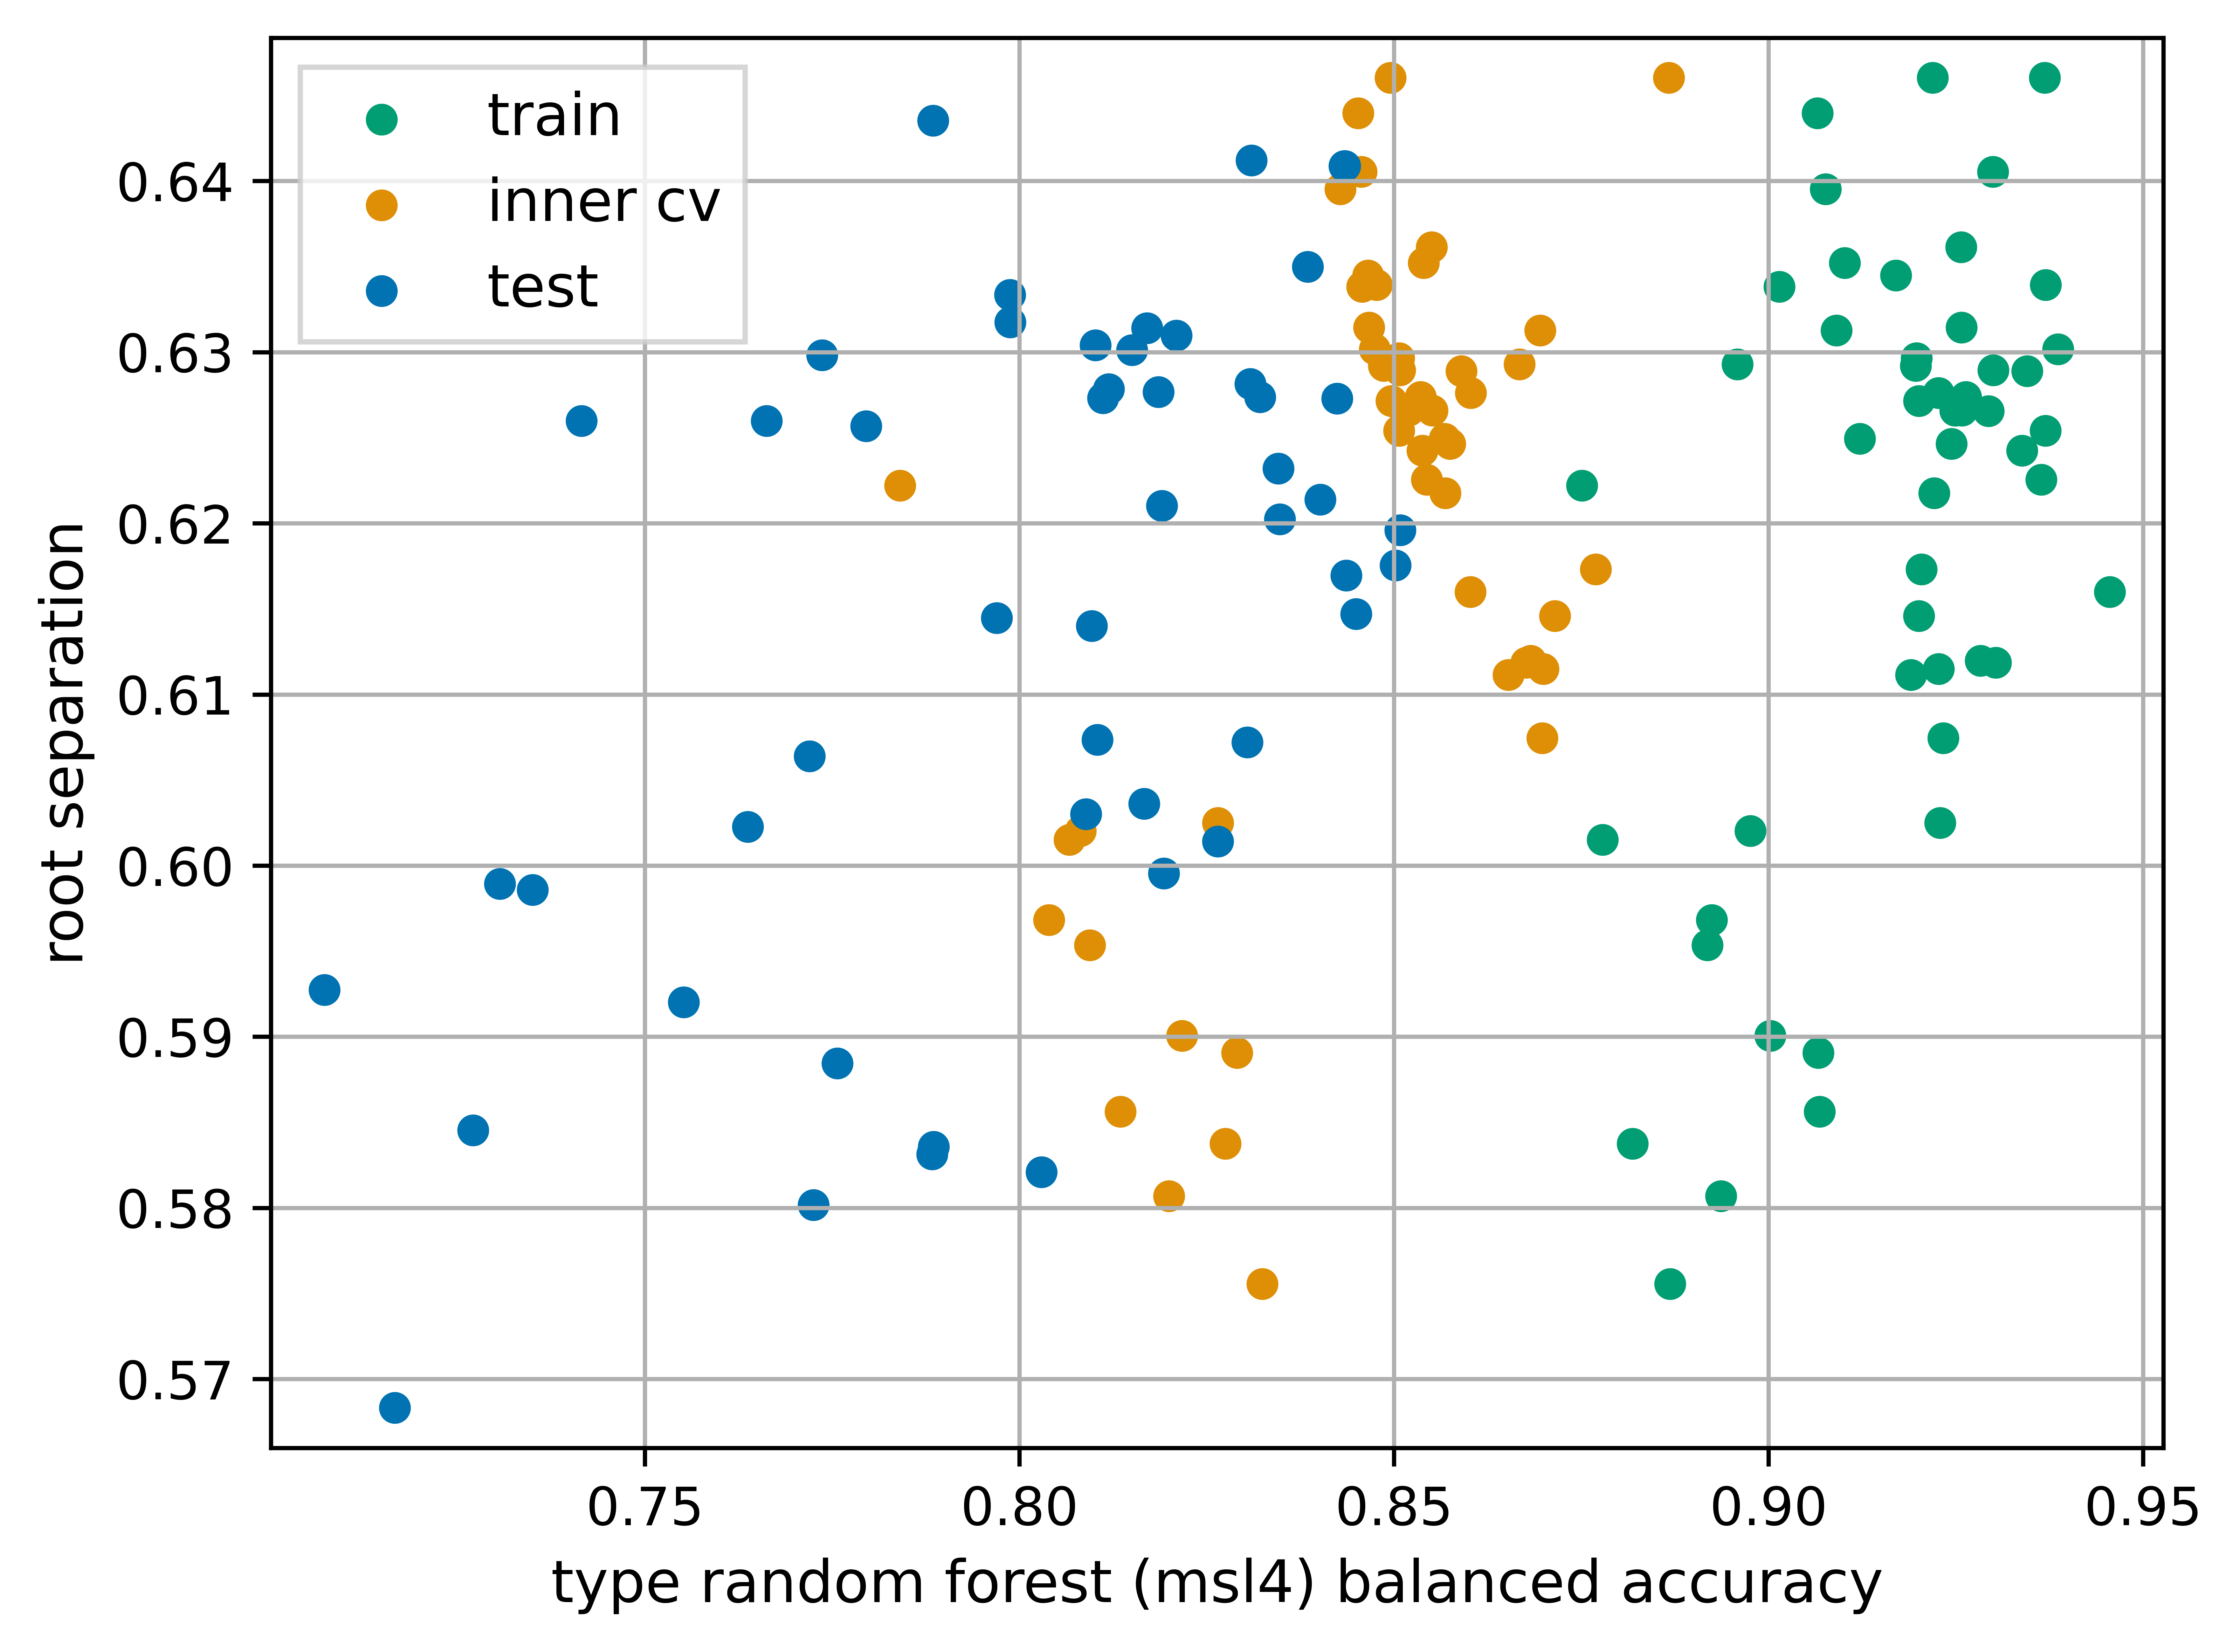 train
inner cv
test
0.64
0.63
0.62
0.61
0.60
0.59
0.58
0.57
root separation
0.75 0.80 0.85 0.90 0.95
type random forest (msl4) balanced accuracy